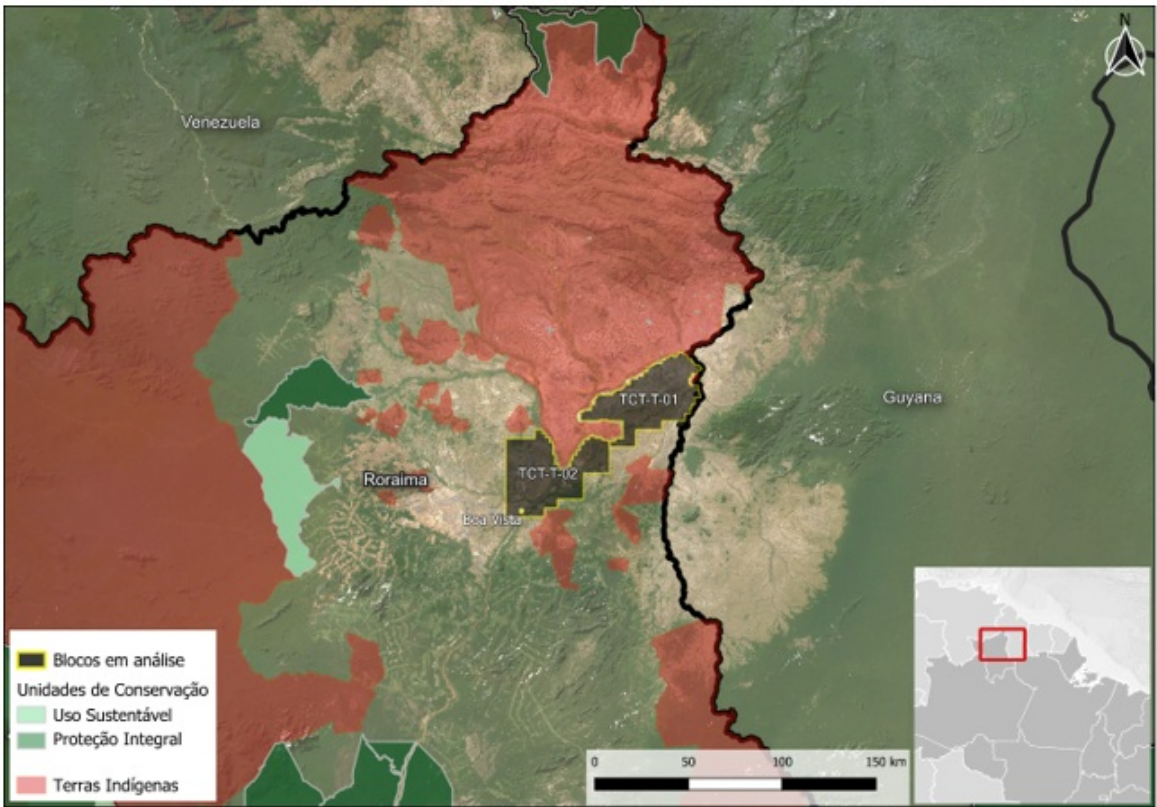 N
Venezuela
Guyana
TCT-T-01
TCT-T-02
Roraima
Boa Vista
Blocos em análise
Unidades de Conservação
Uso Sustentável
Proteção Integral
Terras Indígenas
0 50 100 150 km